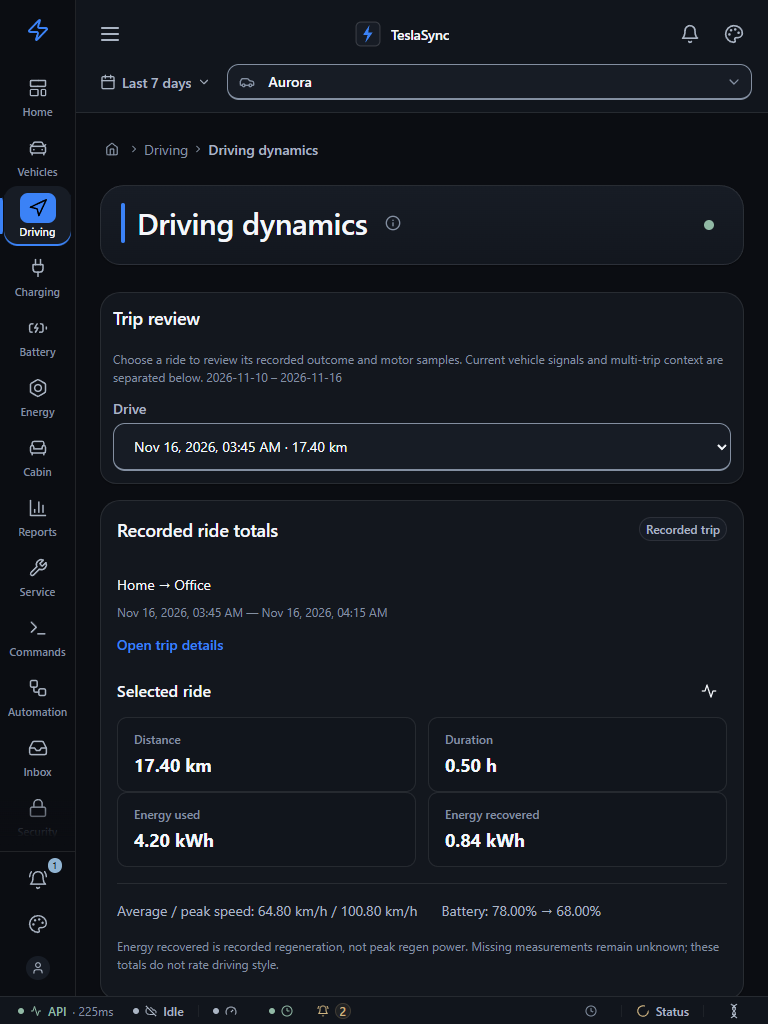 TeslaSync
Last 7 days
Aurora
Home
Vehicles
Driving
Charging
Battery
Energy
Cabin
Reports
Service
Commands
Automation
Inbox
Security
1
Driving
Driving dynamics
Driving dynamics
Trip review
Choose a ride to review its recorded outcome and motor samples. Current vehicle signals and multi-trip context are
separated below. 2026-11-10 – 2026-11-16
Drive
Nov 16, 2026, 03:45 AM · 17.40 km
Recorded ride totals
Recorded trip
Home → Office
Nov 16, 2026, 03:45 AM — Nov 16, 2026, 04:15 AM
Open trip details
Selected ride
Distance
17.40 km
Duration
0.50 h
Energy used
4.20 kWh
Energy recovered
0.84 kWh
Average / peak speed: 64.80 km/h / 100.80 km/h
Battery: 78.00% → 68.00%
Energy recovered is recorded regeneration, not peak regen power. Missing measurements remain unknown; these
totals do not rate driving style.
API · 225ms
Idle
2
Status